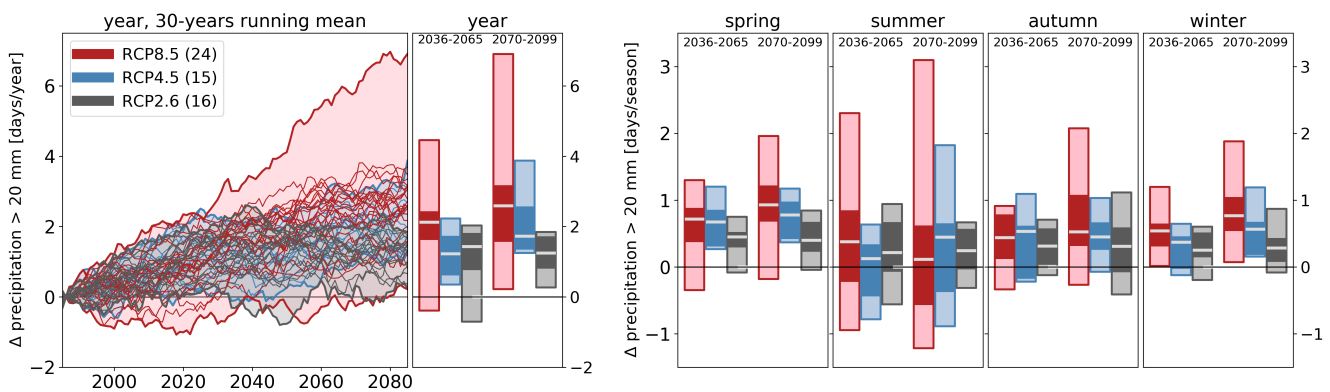 year, 30-years running mean
year
spring
summer
autumn
winter
RCP8.5 (24)
RCP4.5 (15)
RCP2.6 (16)
2036-2065 2070-2099
2036-2065 2070-2099
2036-2065 2070-2099
2036-2065 2070-2099
2036-2065 2070-2099
Δ precipitation > 20 mm [days/year]
6
4
2
0
−2
2000 2020 2040 2060 2080
6
4
2
0
−2
Δ precipitation > 20 mm [days/season]
3
2
1
0
−1
3
2
1
0
−1